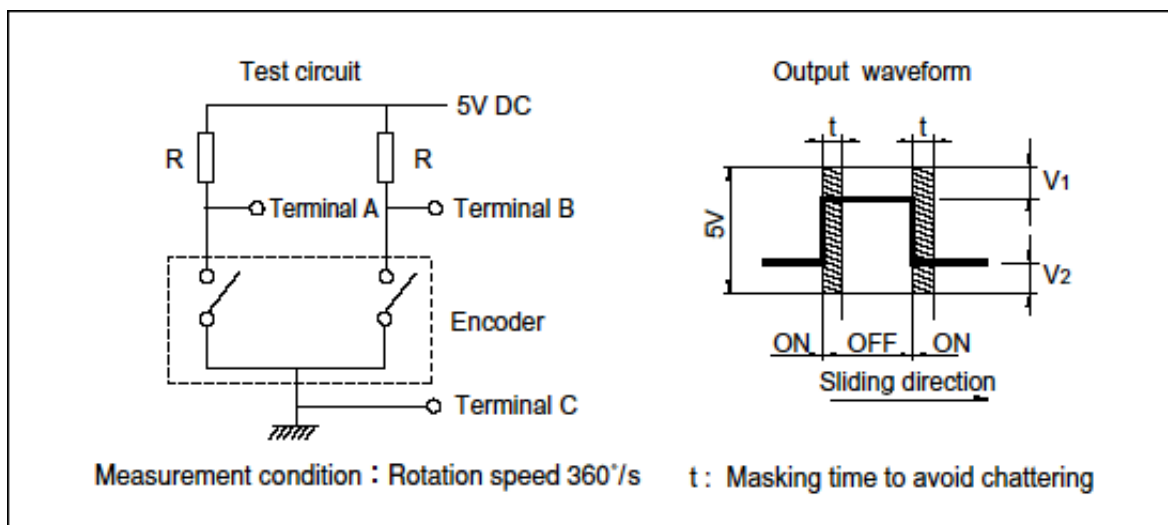 Test circuit
5V DC
R
R
Terminal A
Terminal B
Encoder
Terminal C
Output waveform
t
t
V1
5V
V2
ON
OFF
ON
Sliding direction
Measurement condition : Rotation speed 360°/s
t : Masking time to avoid chattering